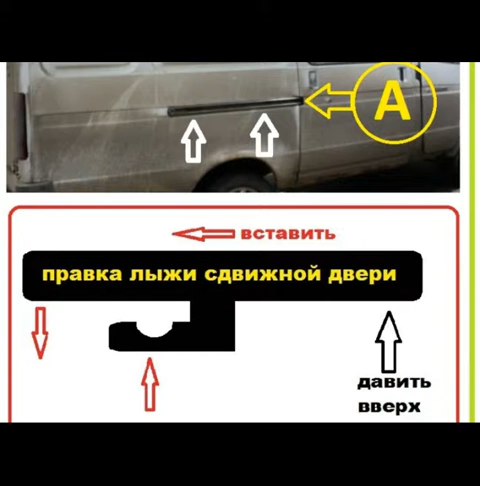 А
вставить
правка лыжи сдвижной двери
давить
вверх